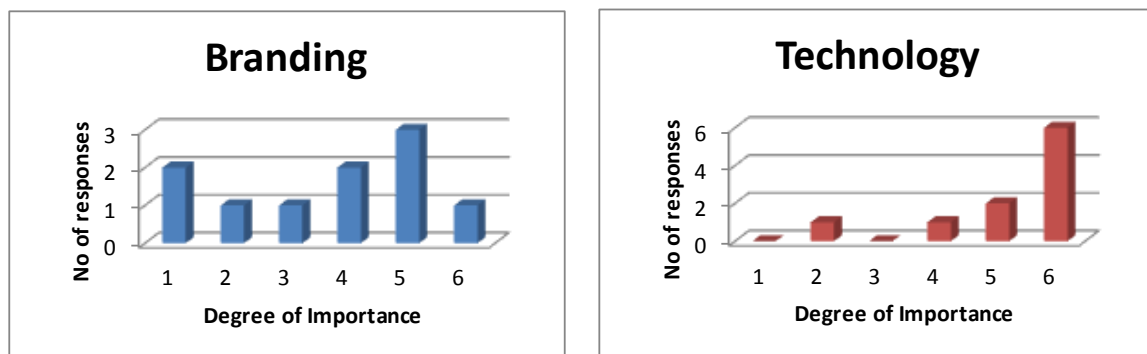 Branding
No of responses
3
2
1
0
1 2 3 4 5 6
Degree of Importance
Technology
No of responses
6
4
2
0
1 2 3 4 5 6
Degree of Importance